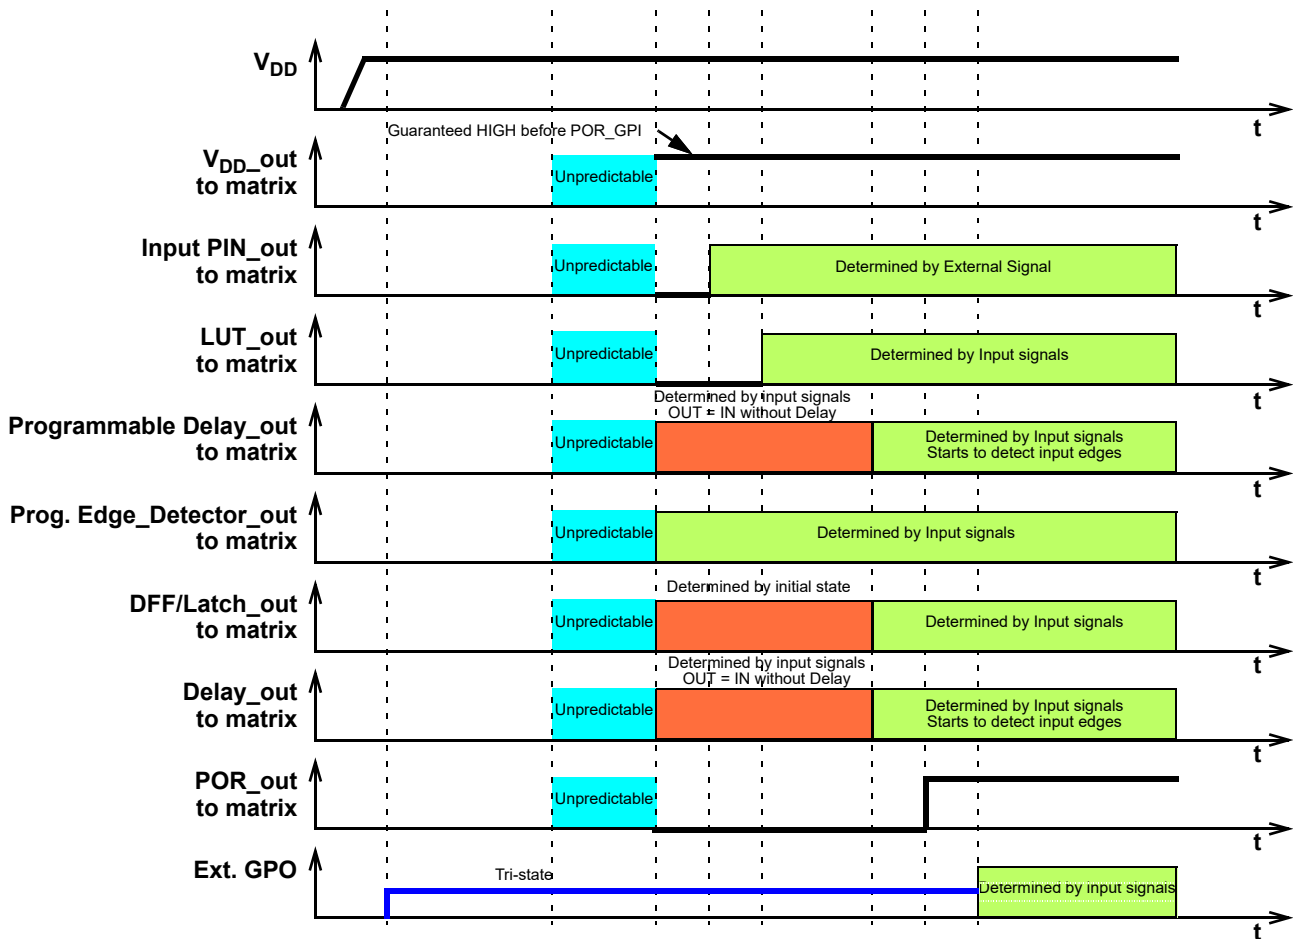 VDD
t
Guaranteed HIGH before POR_GPI
VDD_out
to matrix
Unpredictable
t
Input PIN_out
to matrix
Unpredictable
Determined by External Signal
t
LUT_out
to matrix
Unpredictable
Determined by Input signals
t
Determined by input signals
OUT = IN without Delay
Programmable Delay_out
to matrix
Unpredictable
Determined by Input signals
Starts to detect input edges
t
Prog. Edge_Detector_out
to matrix
Unpredictable
Determined by Input signals
t
Determined by initial state
DFF/Latch_out
to matrix
Unpredictable
Determined by Input signals
t
Determined by input signals
OUT = IN without Delay
Delay_out
to matrix
Unpredictable
Determined by Input signals
Starts to detect input edges
t
POR_out
to matrix
Unpredictable
t
Ext. GPO
Tri-state
Determined by input signals
t